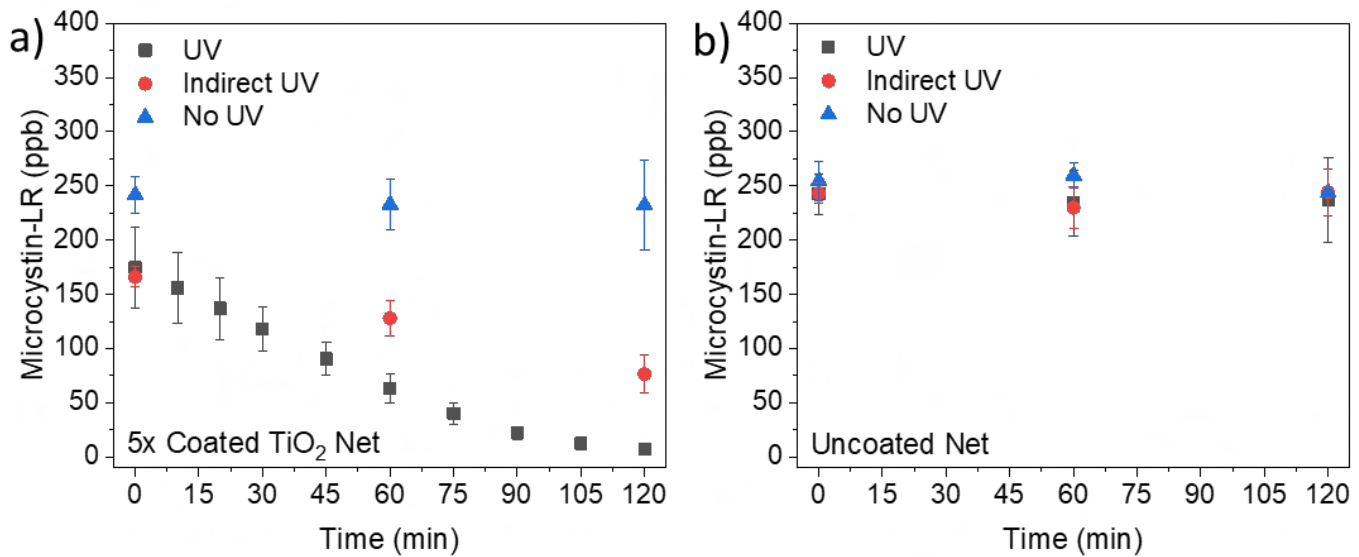 a)
UV
Indirect UV
No UV
5x Coated TiO₂ Net
Microcystin-LR (ppb)
400
350
300
250
200
150
100
50
0
0 15 30 45 60 75 90 105 120
Time (min)
b)
UV
Indirect UV
No UV
Uncoated Net
Microcystin-LR (ppb)
400
350
300
250
200
150
100
50
0
0 15 30 45 60 75 90 105 120
Time (min)